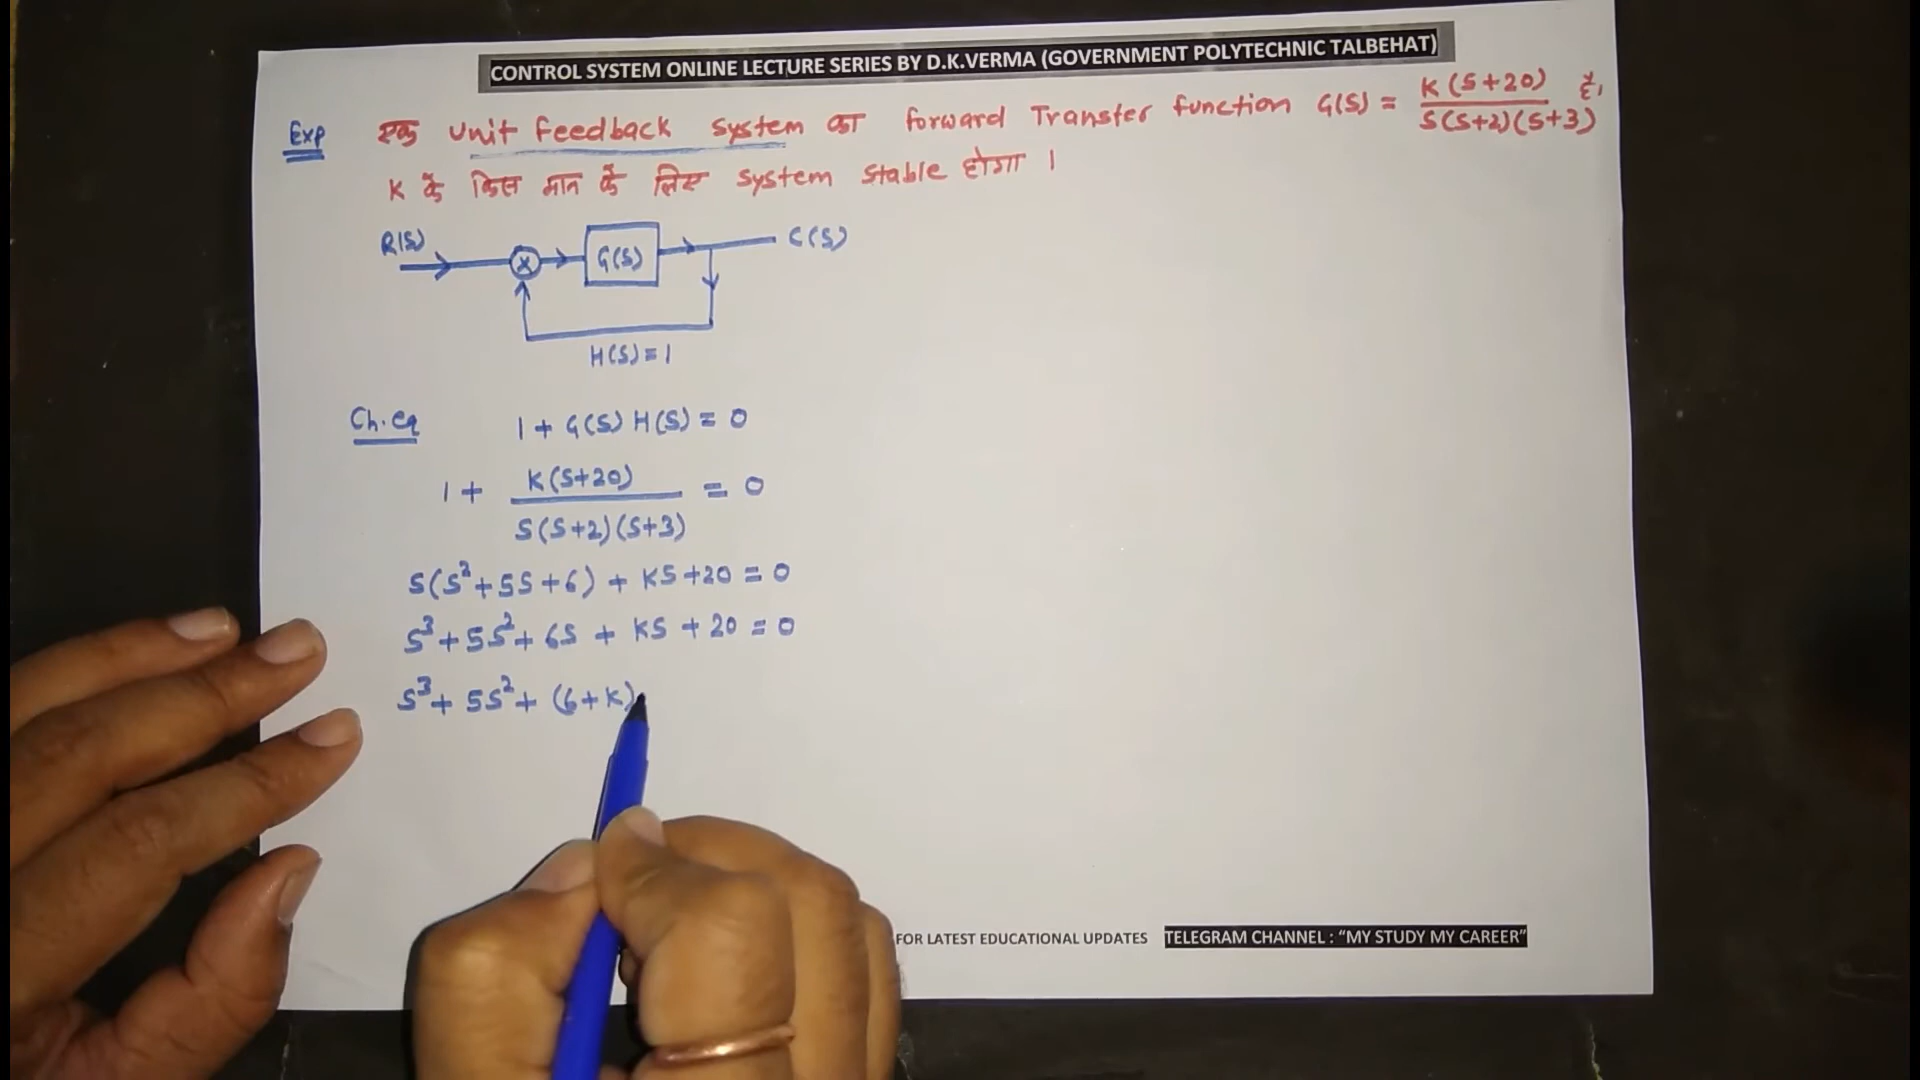 CONTROL SYSTEM ONLINE LECTURE SERIES BY D.K.VERMA (GOVERNMENT POLYTECHNIC TALBEHAT)
Exp एक unit feedback system का forward Transfer function G(S) = K(S+20) / S(S+2)(S+3) है,
K के किस मान के लिए system stable होगा ।
R(S) X G(S) C(S)
H(S)=1
Ch.eq 1 + G(S) H(S) = 0
1 + K(S+20) / S(S+2)(S+3) = 0
S(S²+5S+6) + KS+20 = 0
S³+5S²+6S + KS + 20 = 0
S³+ 5S²+ (6+K)
FOR LATEST EDUCATIONAL UPDATES TELEGRAM CHANNEL : “MY STUDY MY CAREER”